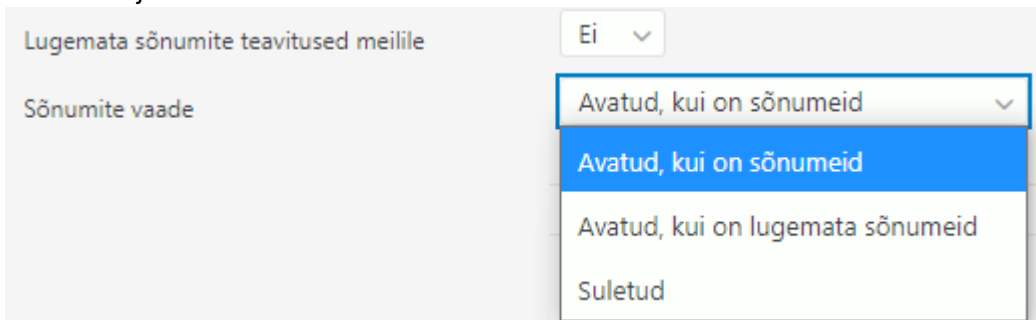 Lugemata sõnumite teavitused meilile
Ei
Sõnumite vaade
Avatud, kui on sõnumeid
Avatud, kui on sõnumeid
Avatud, kui on lugemata sõnumeid
Suletud